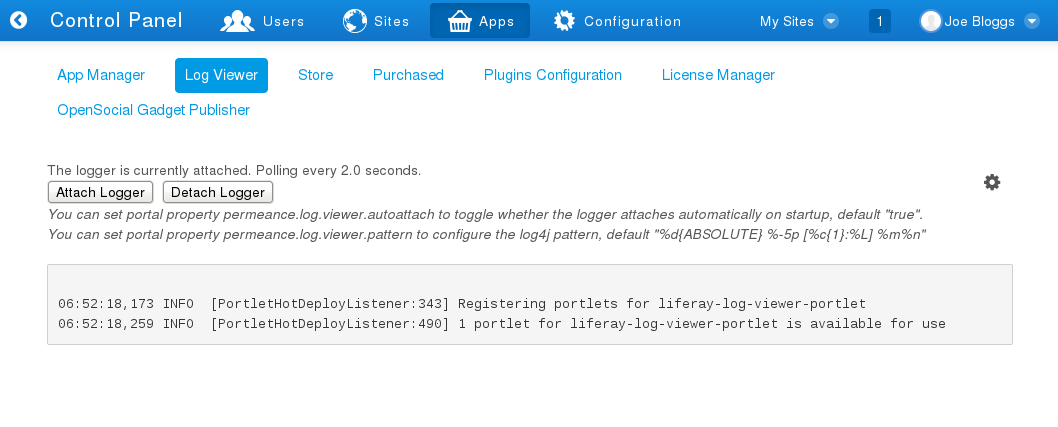 Control Panel Users Sites Apps Configuration My Sites 1 Joe Bloggs
App Manager Log Viewer Store Purchased Plugins Configuration License Manager
OpenSocial Gadget Publisher
The logger is currently attached. Polling every 2.0 seconds.
Attach Logger Detach Logger
You can set portal property permeance.log.viewer.autoattach to toggle whether the logger attaches automatically on startup, default "true".
You can set portal property permeance.log.viewer.pattern to configure the log4j pattern, default "%d{ABSOLUTE} %-5p [%c{1}:%L] %m%n"
06:52:18,173 INFO  [PortletHotDeployListener:343] Registering portlets for liferay-log-viewer-portlet
06:52:18,259 INFO  [PortletHotDeployListener:490] 1 portlet for liferay-log-viewer-portlet is available for use